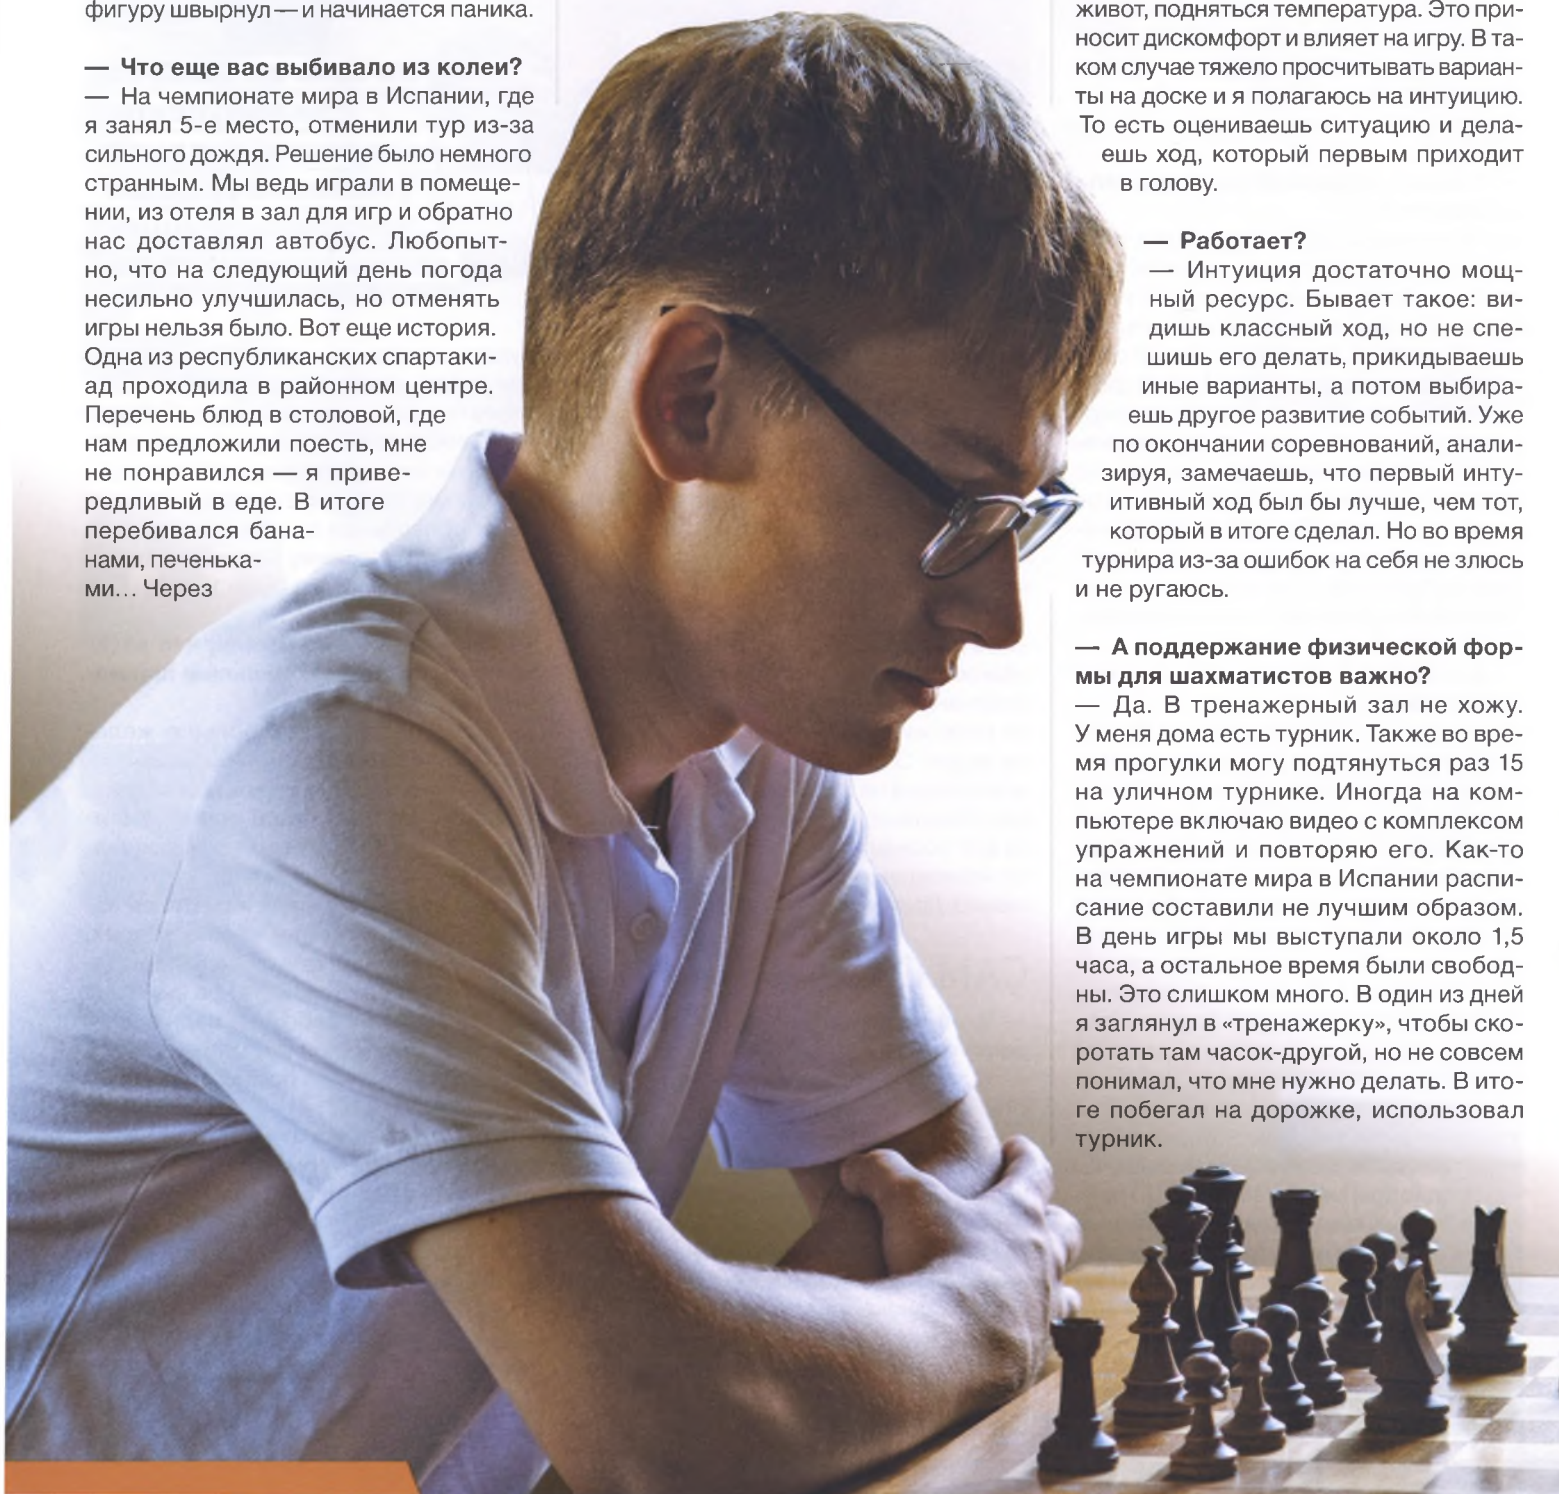 фигуру швырнул — и начинается паника.
— Что еще вас выбивало из колеи?
— На чемпионате мира в Испании, где
я занял 5-е место, отменили тур из-за
сильного дождя. Решение было немного
странным. Мы ведь играли в помеще-
нии, из отеля в зал для игр и обратно
нас доставлял автобус. Любопыт-
но, что на следующий день погода
несильно улучшилась, но отменять
игры нельзя было. Вот еще история.
Одна из республиканских спартаки-
ад проходила в районном центре.
Перечень блюд в столовой, где
нам предложили поесть, мне
не понравился — я приве-
редливый в еде. В итоге
перебивался бана-
нами, печенька-
ми... Через
живот, подняться температура. Это при-
носит дискомфорт и влияет на игру. В та-
ком случае тяжело просчитывать вариан-
ты на доске и я полагаюсь на интуицию.
То есть оцениваешь ситуацию и дела-
ешь ход, который первым приходит
в голову.
— Работает?
— Интуиция достаточно мощ-
ный ресурс. Бывает такое: ви-
дишь классный ход, но не спе-
шишь его делать, прикидываешь
иные варианты, а потом выбира-
ешь другое развитие событий. Уже
по окончании соревнований, анали-
зируя, замечаешь, что первый инту-
итивный ход был бы лучше, чем тот,
который в итоге сделал. Но во время
турнира из-за ошибок на себя не злюсь
и не ругаюсь.
— А поддержание физической фор-
мы для шахматистов важно?
— Да. В тренажерный зал не хожу.
У меня дома есть турник. Также во вре-
мя прогулки могу подтянуться раз 15
на уличном турнике. Иногда на ком-
пьютере включаю видео с комплексом
упражнений и повторяю его. Как-то
на чемпионате мира в Испании распи-
сание составили не лучшим образом.
В день игры мы выступали около 1,5
часа, а остальное время были свобод-
ны. Это слишком много. В один из дней
я заглянул в «тренажерку», чтобы ско-
ротать там часок-другой, но не совсем
понимал, что мне нужно делать. В ито-
ге побегал на дорожке, использовал
турник.